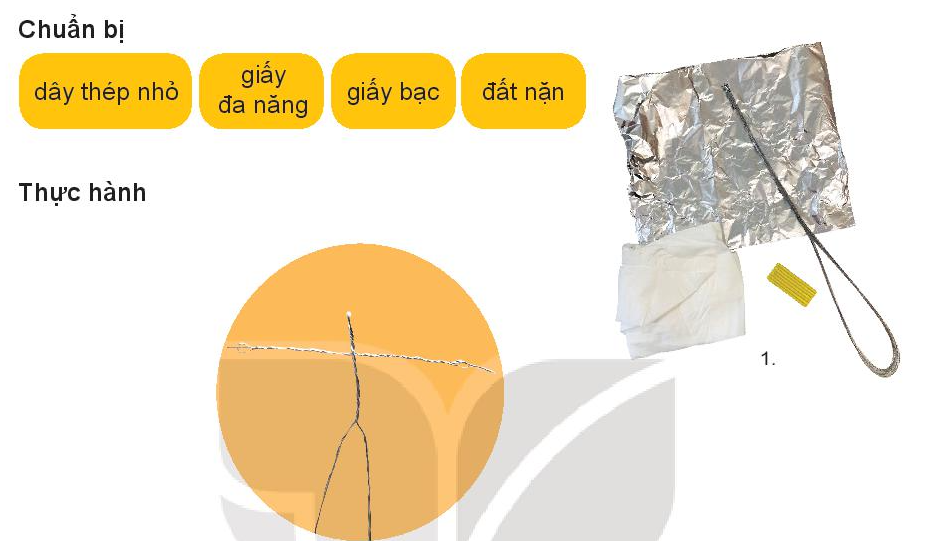 Chuẩn bị
dây thép nhỏ
giấy
đa năng
giấy bạc
đất nặn
Thực hành
1.